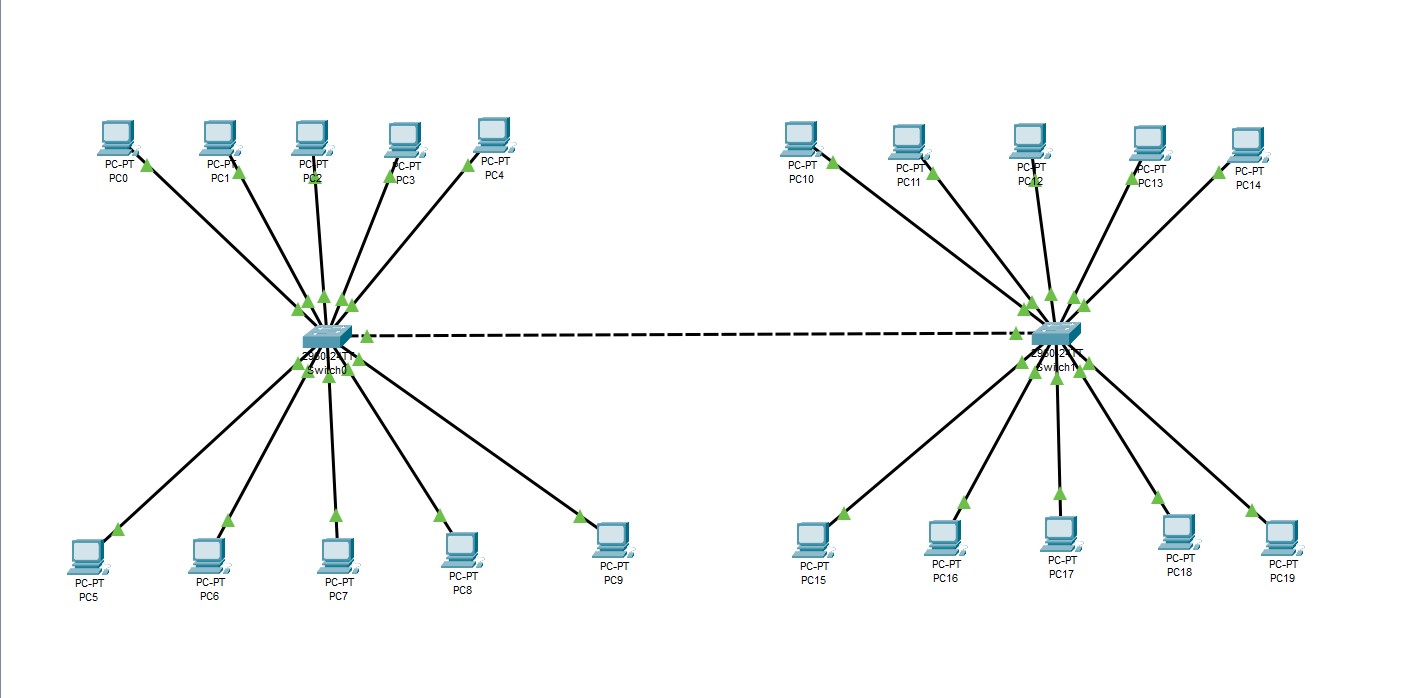 PC-PT
PC0
PC-PT
PC1
PC-PT
PC2
PC-PT
PC3
PC-PT
PC4
PC-PT
PC10
PC-PT
PC11
PC-PT
PC12
PC-PT
PC13
PC-PT
PC14
2960-24TT
Switch0
2960-24TT
Switch1
PC-PT
PC5
PC-PT
PC6
PC-PT
PC7
PC-PT
PC8
PC-PT
PC9
PC-PT
PC15
PC-PT
PC16
PC-PT
PC17
PC-PT
PC18
PC-PT
PC19